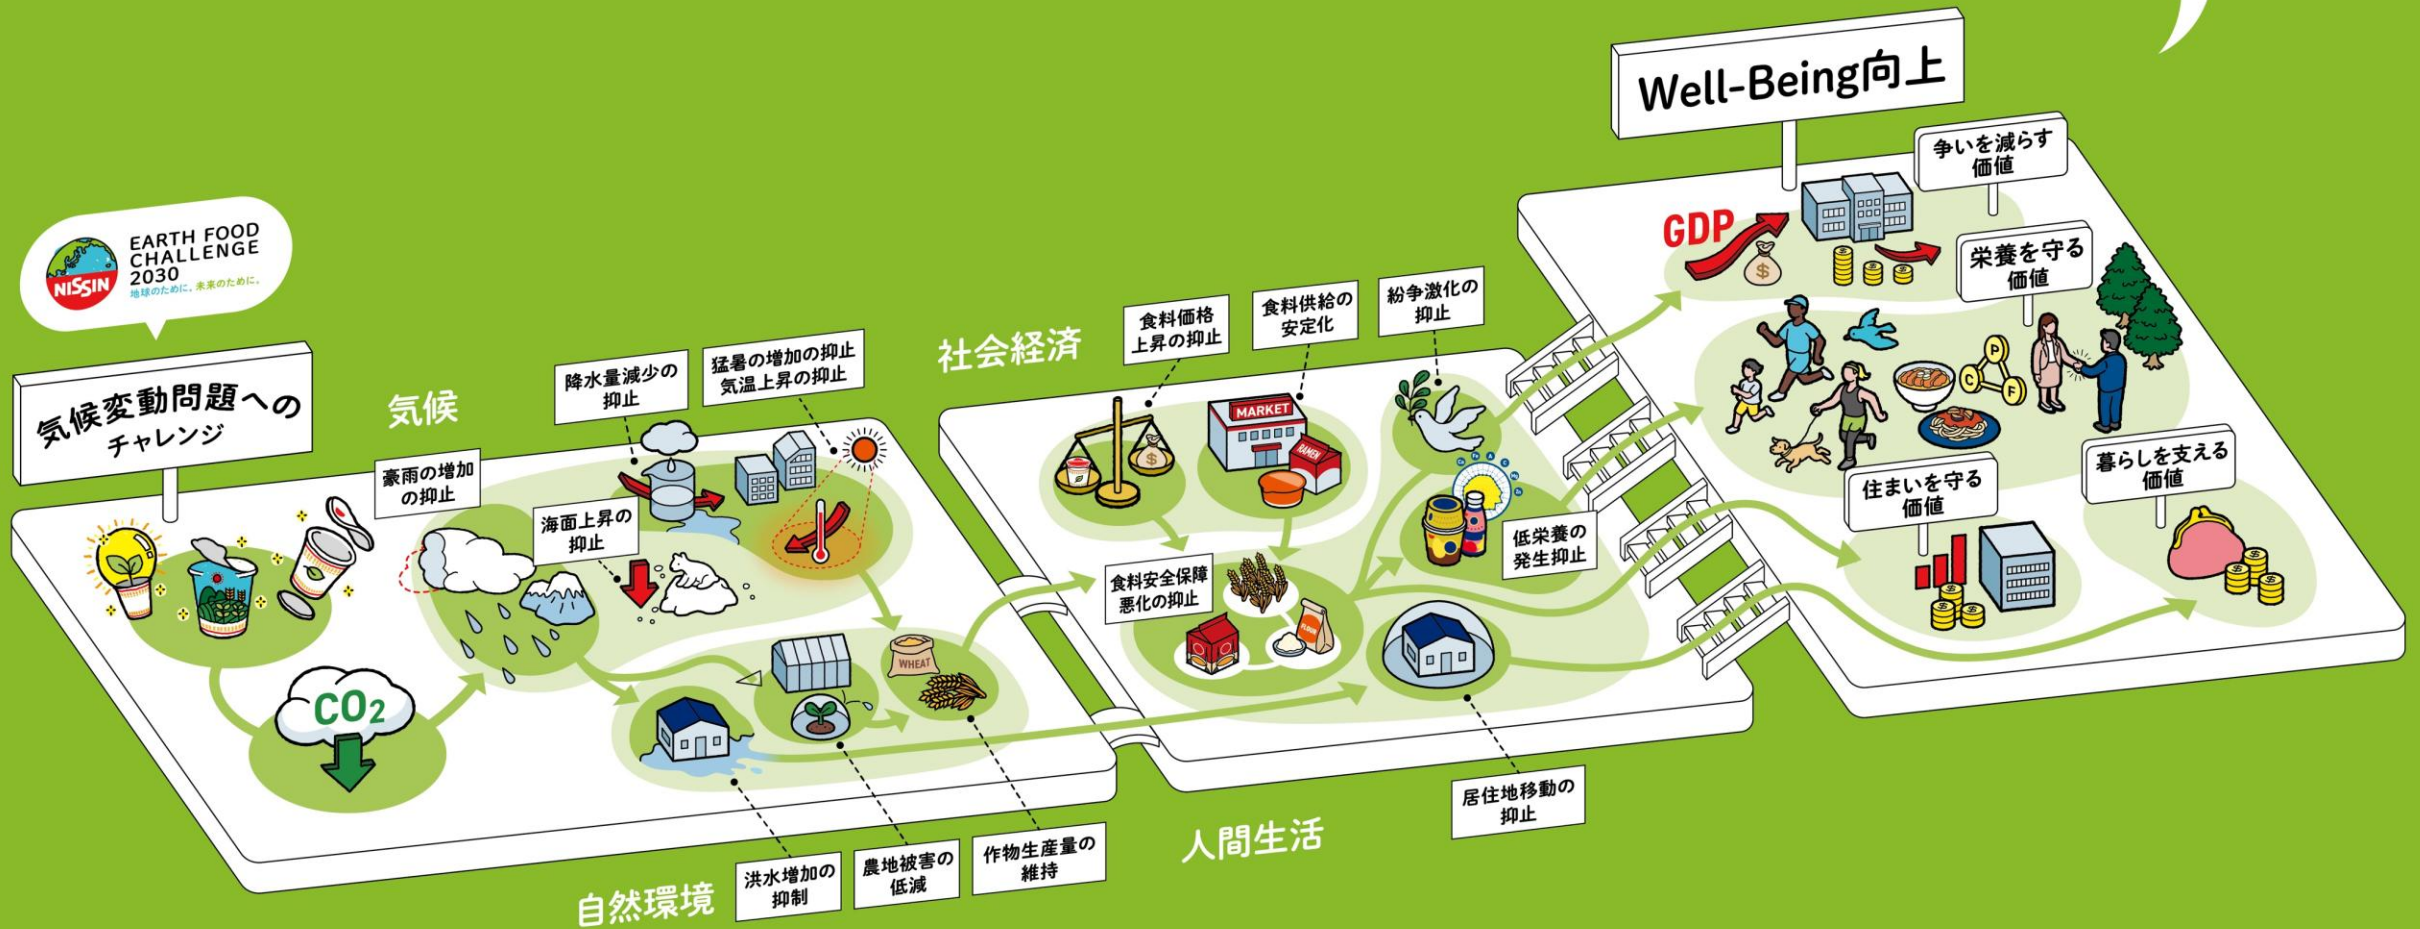 NISSIN
EARTH FOOD
CHALLENGE
2030
地球のために。未来のために。
気候変動問題への
チャレンジ
CO2
気候
豪雨の増加
の抑止
降水量減少の
抑止
猛暑の増加の抑止
気温上昇の抑止
海面上昇の
抑止
WHEAT
自然環境
洪水増加の
抑制
農地被害の
低減
作物生産量の
維持
社会経済
食料価格
上昇の抑止
食料供給の
安定化
紛争激化の
抑止
$
MARKET
RAMEN
食料安全保障
悪化の抑止
FLOUR
低栄養の
発生抑止
人間生活
居住地移動の
抑止
Well-Being向上
争いを減らす
価値
GDP
$
栄養を守る
価値
P
C
F
住まいを守る
価値
$
$
$
暮らしを支える
価値
$
$
$